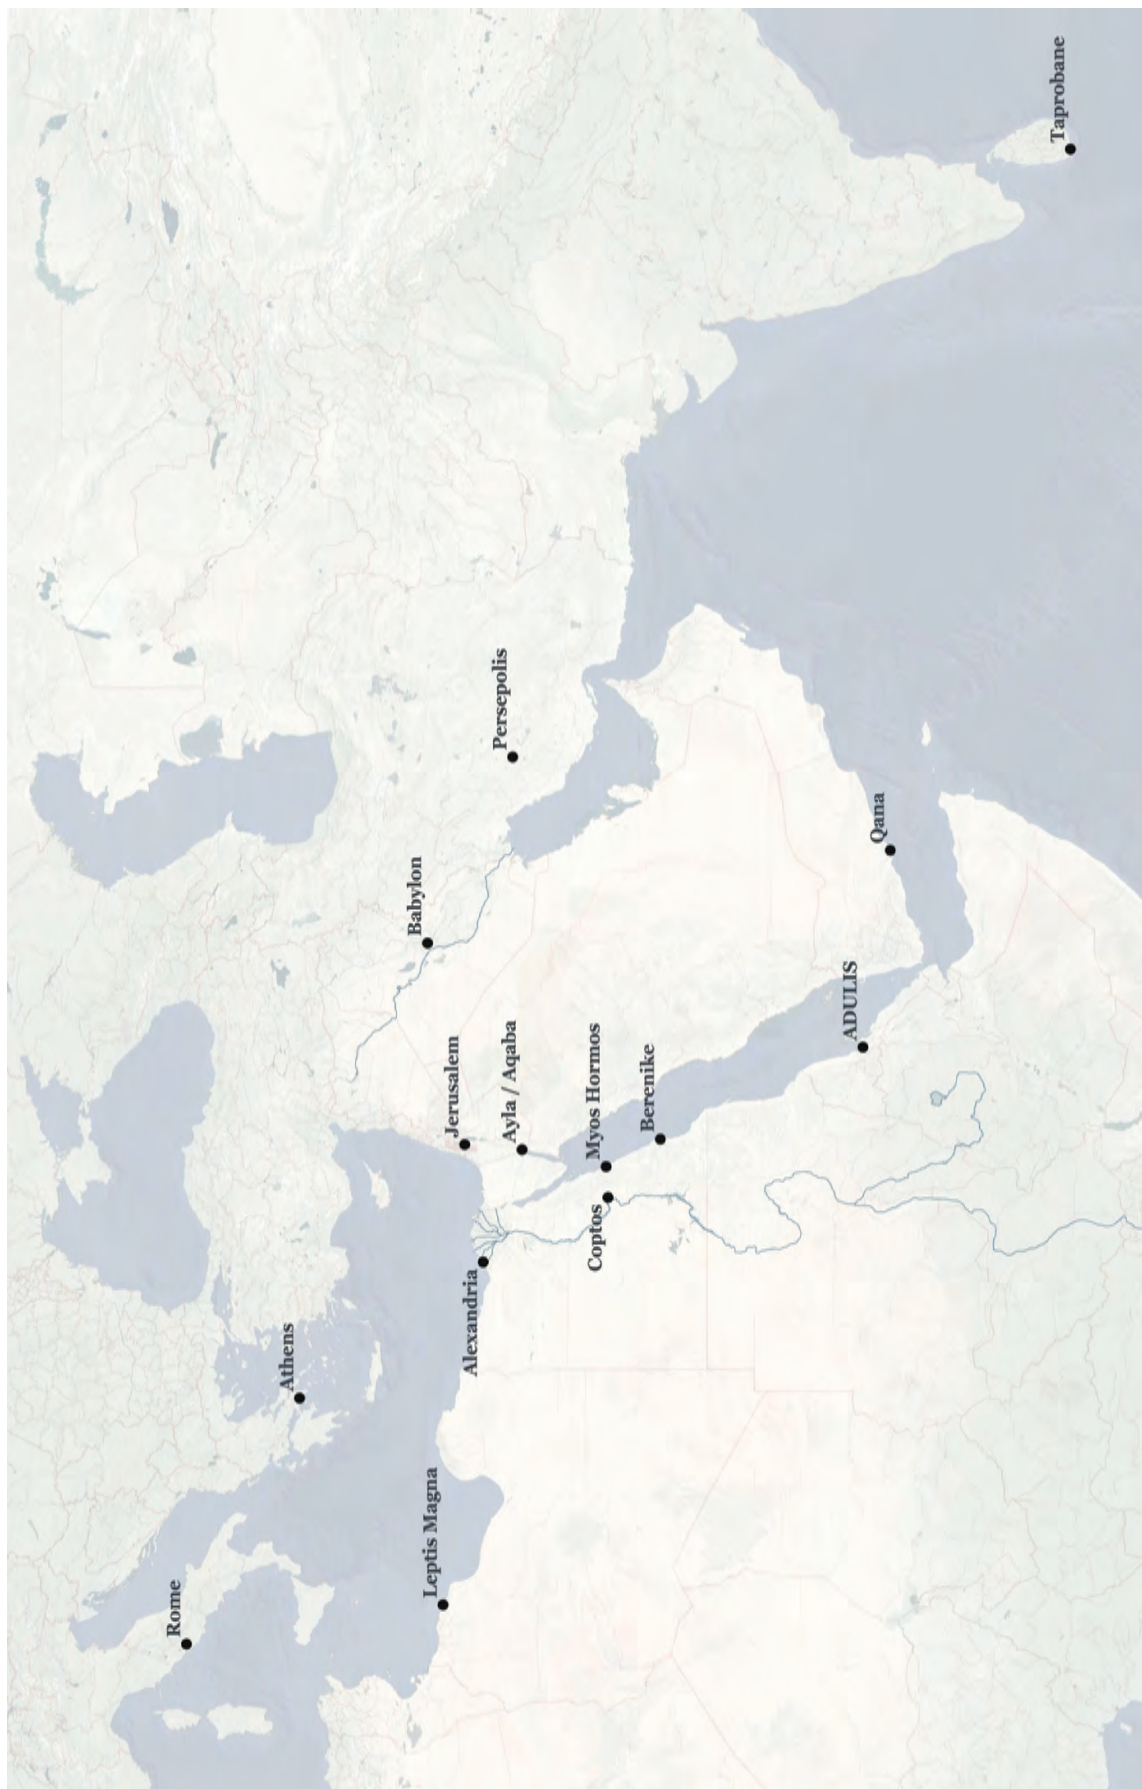 Rome
Athens
Leptis Magna
Alexandria
Jerusalem
Babylon
Ayla / Aqaba
Persepolis
Coptos
Myos Hormos
Berenike
ADULIS
Qana
Taprobane